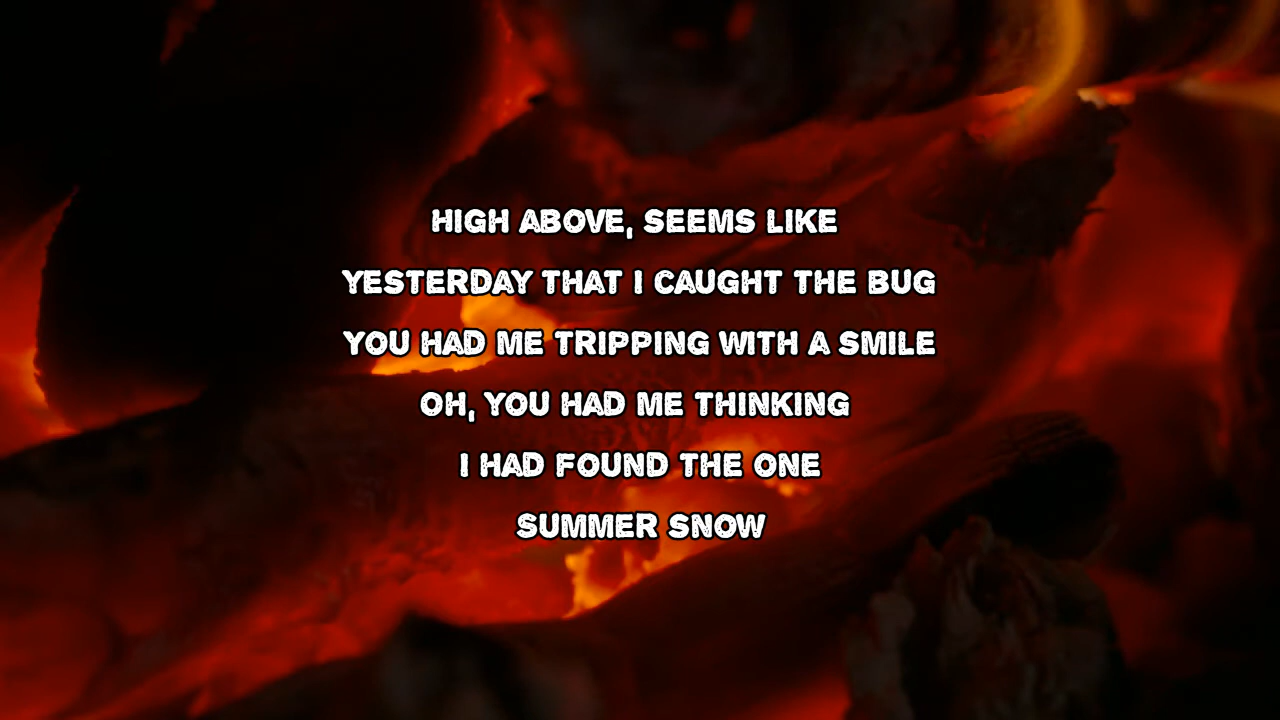 HIGH ABOVE, SEEMS LIKE
YESTERDAY THAT I CAUGHT THE BUG
YOU HAD ME TRIPPING WITH A SMILE
OH, YOU HAD ME THINKING
I HAD FOUND THE ONE
SUMMER SNOW